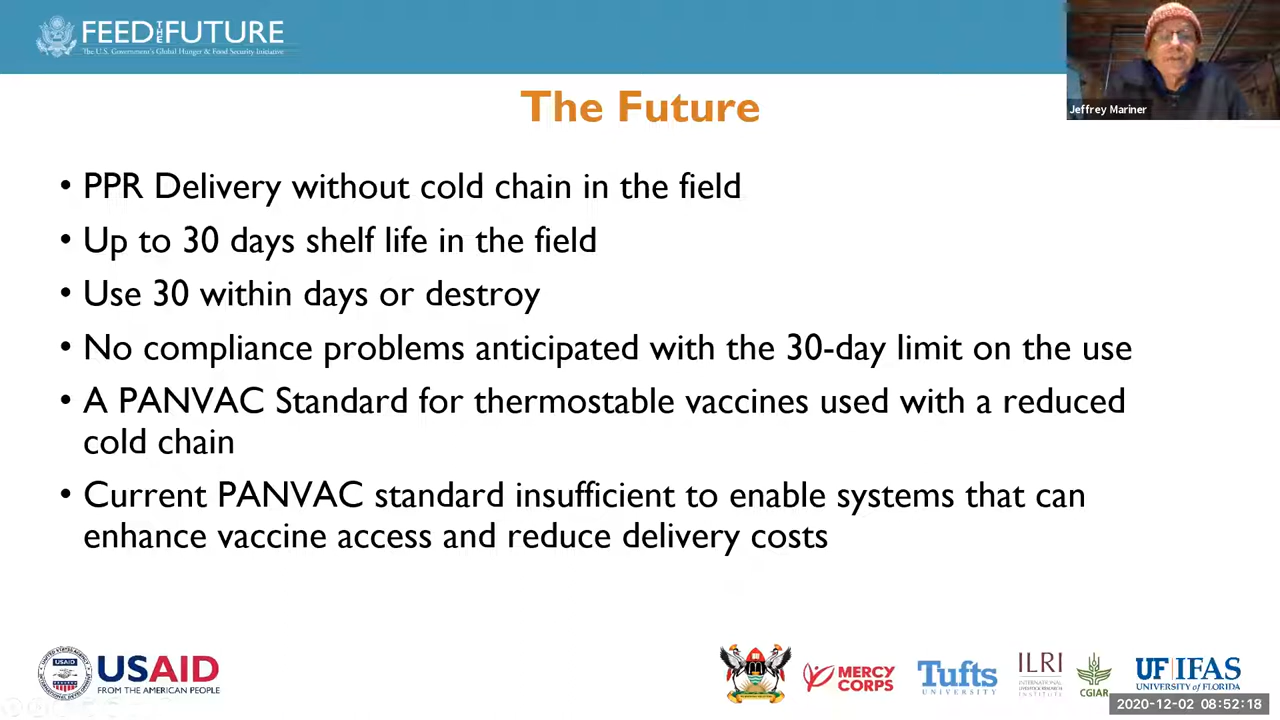 FEED THE FUTURE
The U.S. Government's Global Hunger & Food Security Initiative
Jeffrey Mariner
The Future
• PPR Delivery without cold chain in the field
• Up to 30 days shelf life in the field
• Use 30 within days or destroy
• No compliance problems anticipated with the 30-day limit on the use
• A PANVAC Standard for thermostable vaccines used with a reduced
cold chain
• Current PANVAC standard insufficient to enable systems that can
enhance vaccine access and reduce delivery costs
USAID
USAID
FROM THE AMERICAN PEOPLE
MERCY
CORPS
Tufts
UNIVERSITY
ILRI
INTERNATIONAL
LIVESTOCK RESEARCH
INSTITUTE
CGIAR
UF|IFAS
UNIVERSITY of FLORIDA
2020-12-02 08:52:18